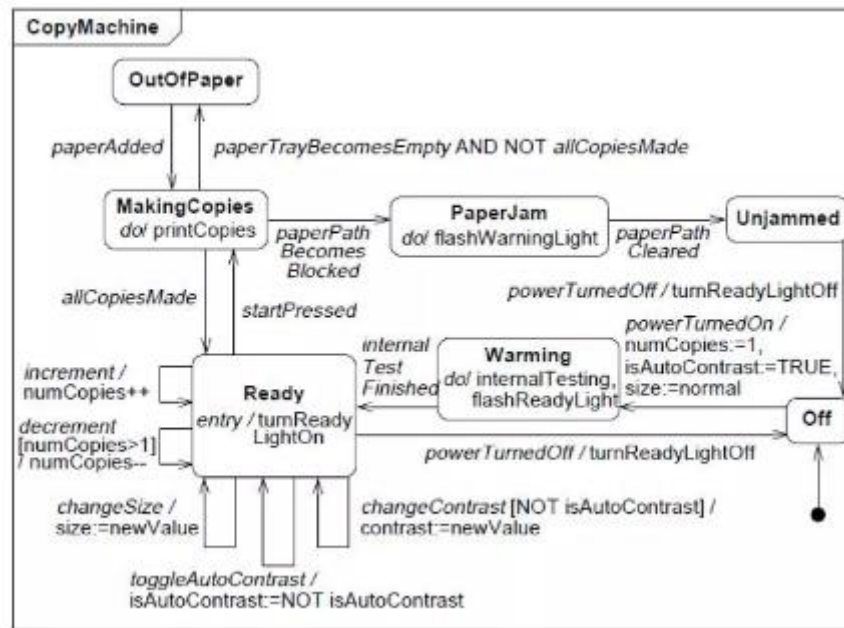 CopyMachine
OutOfPaper
paperAdded
paperTrayBecomesEmpty AND NOT allCopiesMade
MakingCopies
do/ printCopies
paperPath
Becomes
Blocked
PaperJam
do/ flashWarningLight
paperPath
Cleared
Unjammed
allCopiesMade
startPressed
powerTurnedOff / turnReadyLightOff
powerTurnedOn /
numCopies:=1,
isAutoContrast:=TRUE,
size:=normal
internal
Test
Finished
Warming
do/ internalTesting,
flashReadyLight
increment /
numCopies++
Ready
entry / turnReady
LightOn
decrement
[numCopies>1]
/ numCopies--
Off
powerTurnedOff / turnReadyLightOff
changeSize /
size:=newValue
changeContrast [NOT isAutoContrast] /
contrast:=newValue
toggleAutoContrast /
isAutoContrast:=NOT isAutoContrast